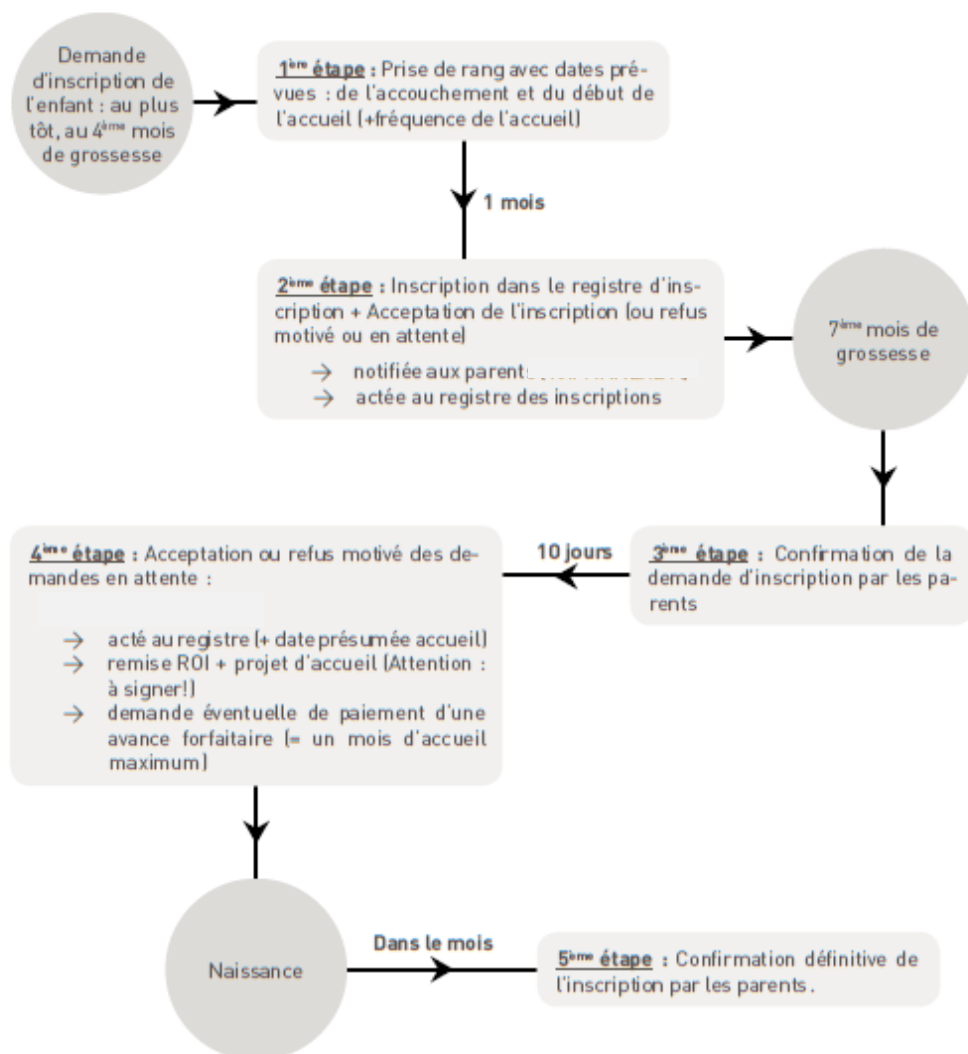 Demande
d'inscription de
l'enfant : au plus
tôt, au 4ème mois
de grossesse
1ère étape : Prise de rang avec dates pré-
vues : de l'accouchement et du début de
l'accueil (+fréquence de l'accueil)
1 mois
2ème étape : Inscription dans le registre d'ins-
cription + Acceptation de l'inscription (ou refus
motivé ou en attente)
→ notifiée aux parents
→ actée au registre des inscriptions
7ème mois de
grossesse
3ème étape : Confirmation de la
demande d'inscription par les pa-
rents
10 jours
4ème étape : Acceptation ou refus motivé des de-
mandes en attente :
→ acté au registre (+ date présumée accueil)
→ remise ROI + projet d'accueil (Attention :
à signer!)
→ demande éventuelle de paiement d'une
avance forfaitaire (= un mois d'accueil
maximum)
Naissance
Dans le mois
5ème étape : Confirmation définitive de
l'inscription par les parents.